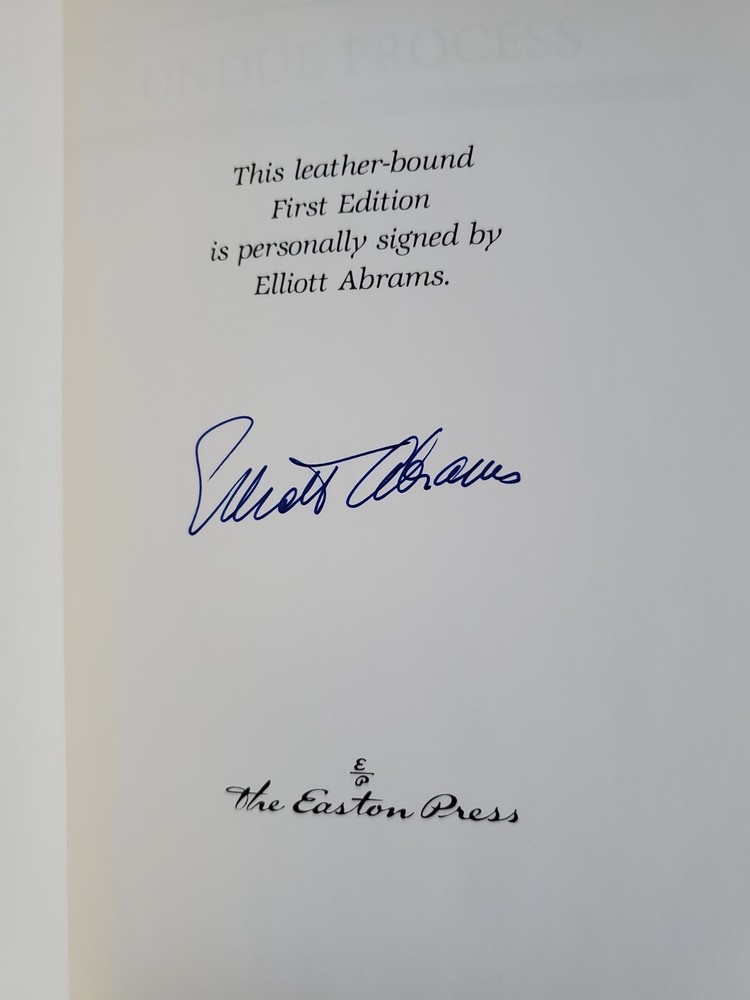 UNDUE PROCESS
This leather-bound
First Edition
is personally signed by
Elliott Abrams.
Elliott Abrams
E
P
The Easton Press